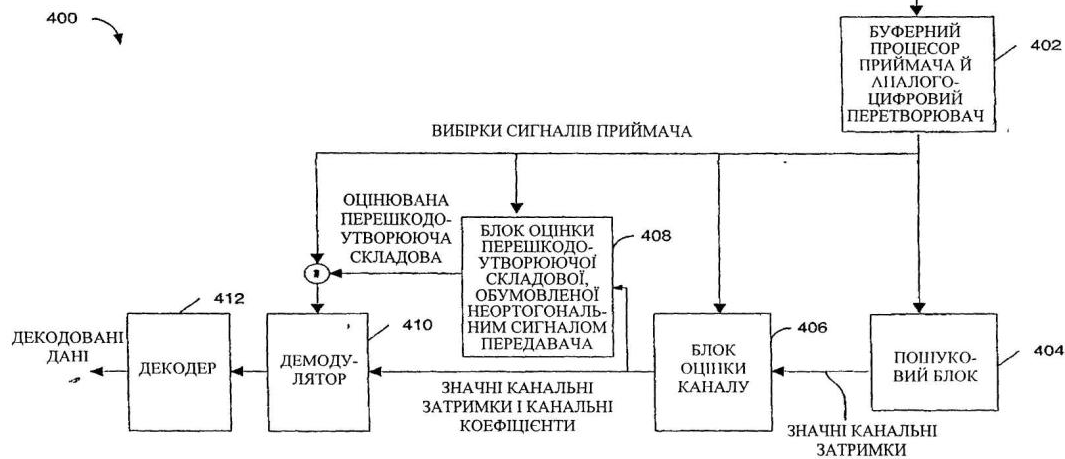 400
БУФЕРНИЙ
ПРОЦЕСОР
ПРИЙМАЧА Й
АНАЛОГО-
ЦИФРОВИЙ
ПЕРЕТВОРЮВАЧ
402
ВИБІРКИ СИГНАЛІВ ПРИЙМАЧА
ОЦІНЮВАНА
ПЕРЕШКОДО-
УТВОРЮЮЧА
СКЛАДОВА
БЛОК ОЦІНКИ
ПЕРЕШКОДО-
УТВОРЮЮЧОЇ
СКЛАДОВОЇ,
ОБУМОВЛЕНОЇ
НЕОРТОГОНАЛЬ-
НИМ СИГНАЛОМ
ПЕРЕДАВАЧА
408
412
ДЕКОДОВАНІ
ДАНІ
ДЕКОДЕР
ДЕМОДУ-
ЛЯТОР
410
ЗНАЧНІ КАНАЛЬНІ
ЗАТРИМКИ І КАНАЛЬНІ
КОЕФІЦІЄНТИ
БЛОК
ОЦІНКИ
КАНАЛУ
406
ПОШУКО-
ВИЙ БЛОК
404
ЗНАЧНІ КАНАЛЬНІ
ЗАТРИМКИ